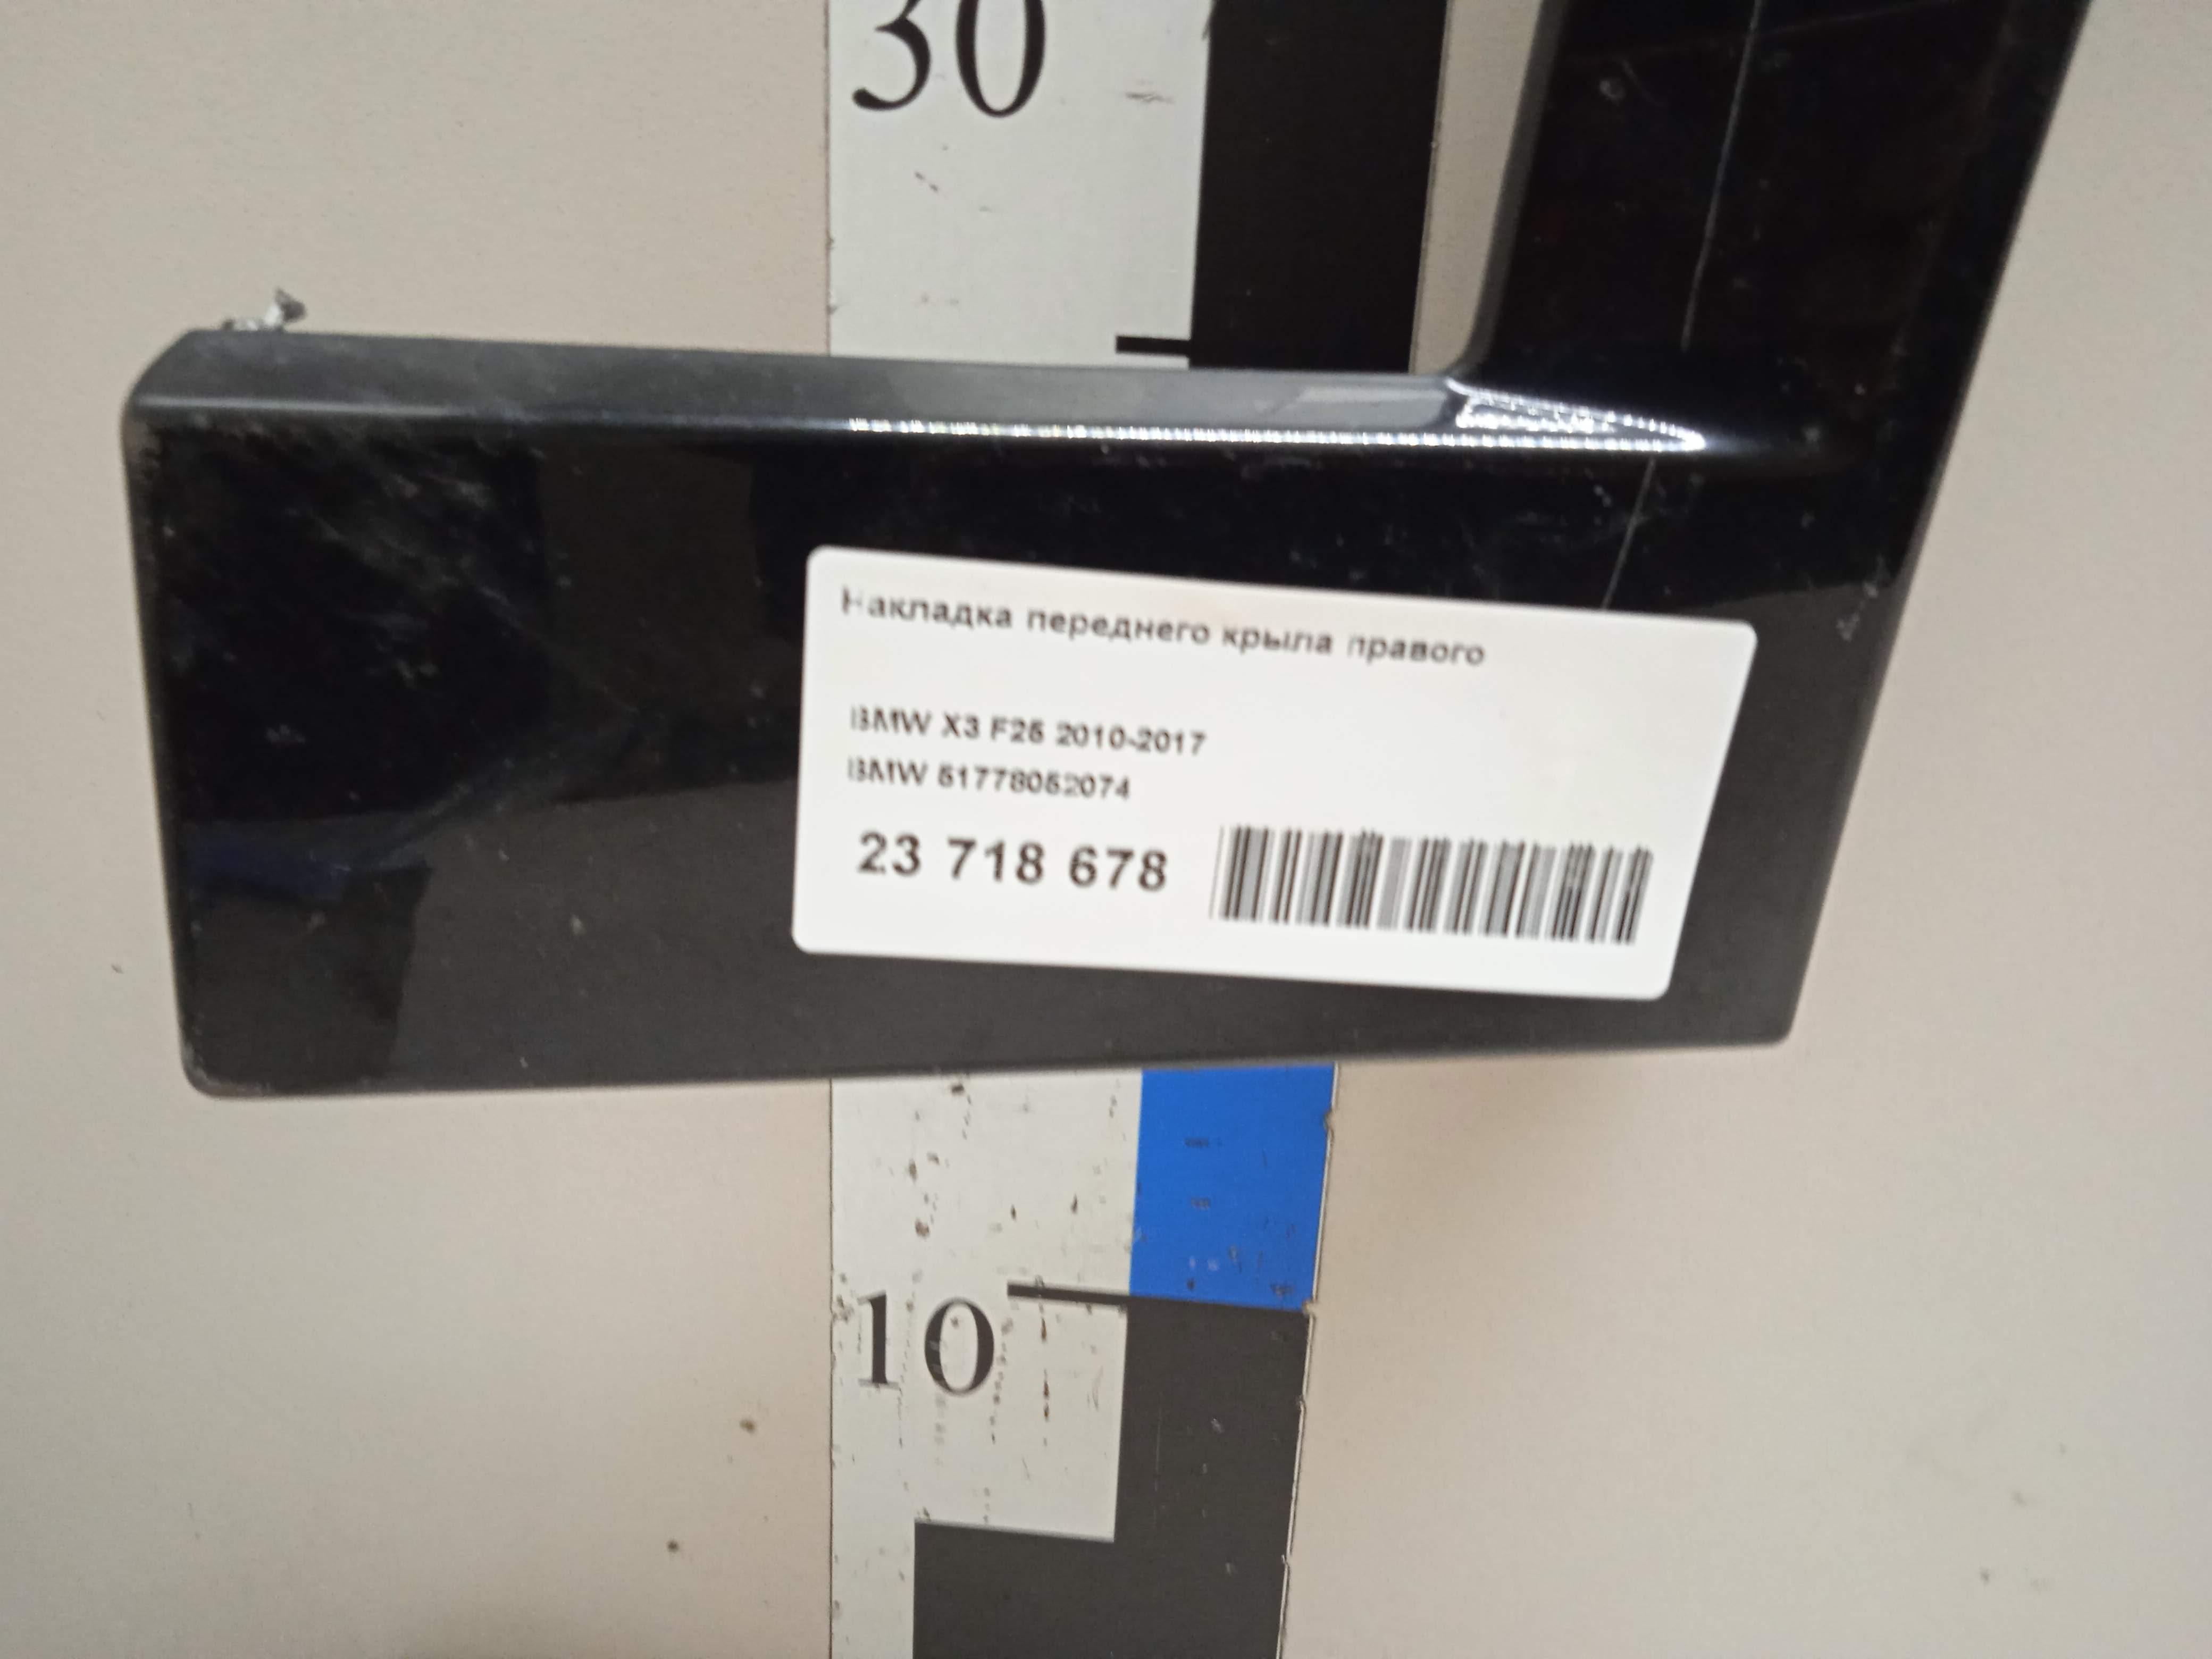 30
Накладка переднего крыла правого
BMW X3 F25 2010-2017
BMW 51778052074
23 718 678
10